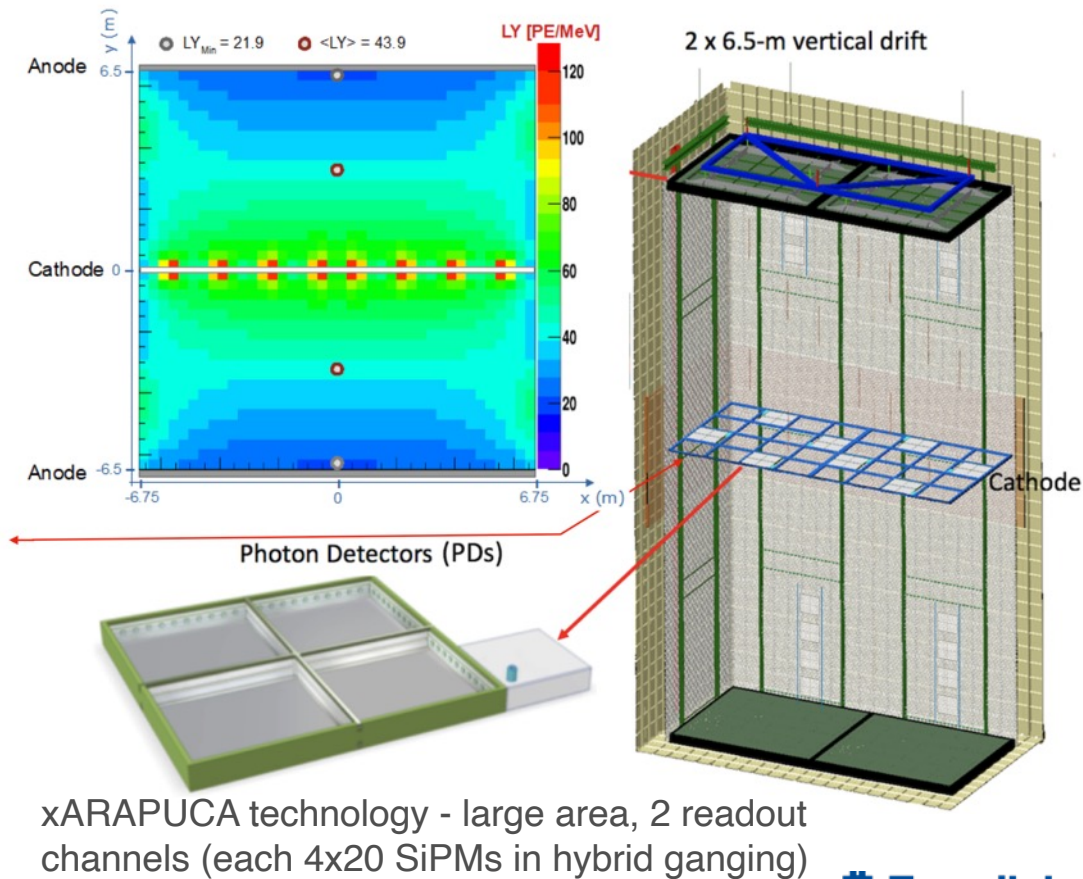 LY [PE/MeV]
y (m)
LYMin = 21.9 <LY> = 43.9
2 x 6.5-m vertical drift
Anode
6.5
Cathode
0
Anode
-6.5
-6.75
0
6.75
x (m)
120
100
80
60
40
20
0
Cathode
Photon Detectors (PDs)
xARAPUCA technology - large area, 2 readout
channels (each 4x20 SiPMs in hybrid ganging)